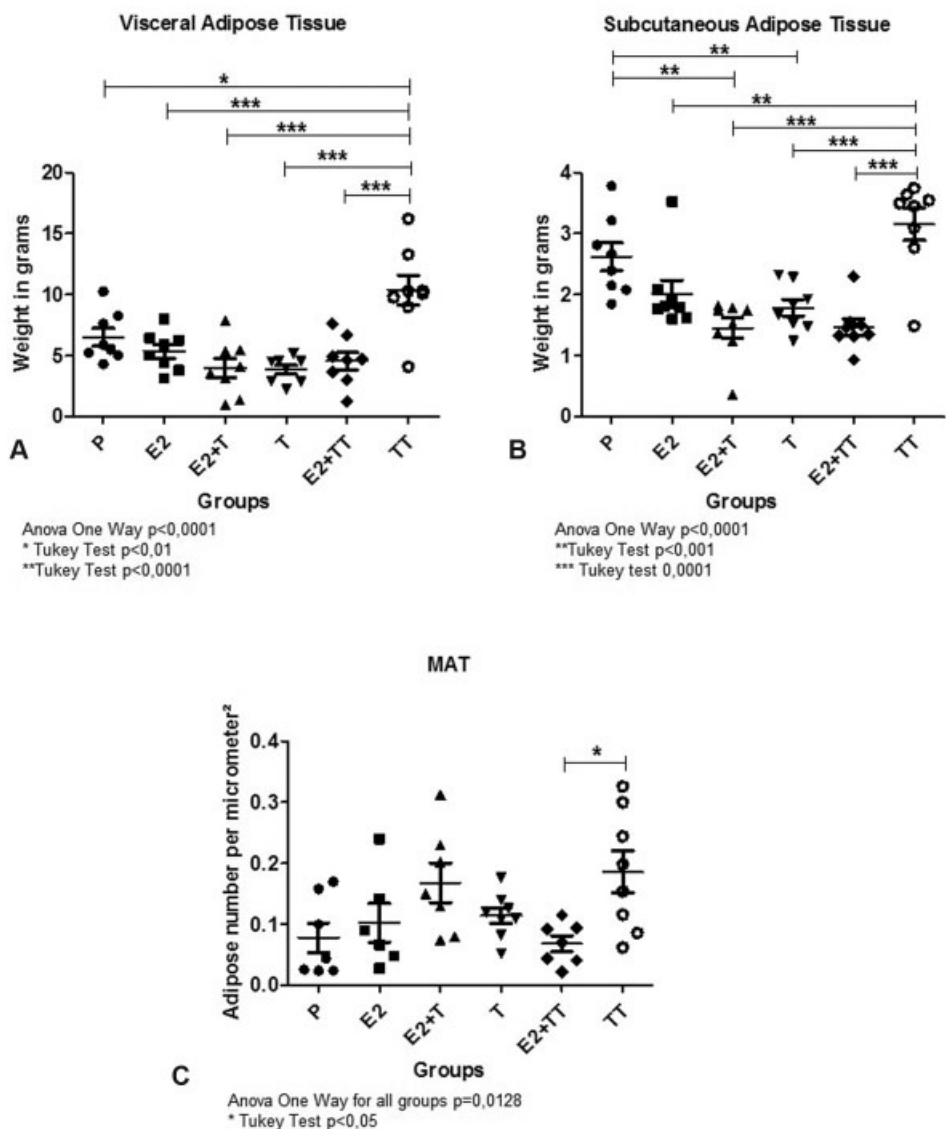 Visceral Adipose Tissue
*
***
***
***
***
Weight in grams
20
15
10
5
0
P
E2
E2+T
T
E2+TT
TT
A
Groups
Anova One Way p<0,0001
* Tukey Test p<0,01
**Tukey Test p<0,0001
Subcutaneous Adipose Tissue
**
**
**
***
***
***
Weight in grams
4
3
2
1
0
P
E2
E2+T
T
E2+TT
TT
B
Groups
Anova One Way p<0,0001
**Tukey Test p<0,001
*** Tukey test 0,0001
MAT
*
Adipose number per micrometer²
0.4
0.3
0.2
0.1
0.0
P
E2
E2+T
T
E2+TT
TT
Groups
C
Anova One Way for all groups p=0,0128
* Tukey Test p<0,05